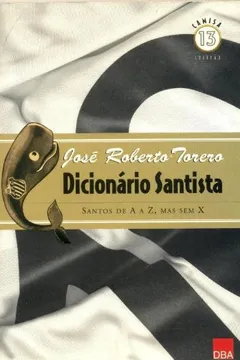 CAMISA
13
José Roberto Torero
Dicionário Santista
SANTOS DE A A Z, MAS SEM X
DBA